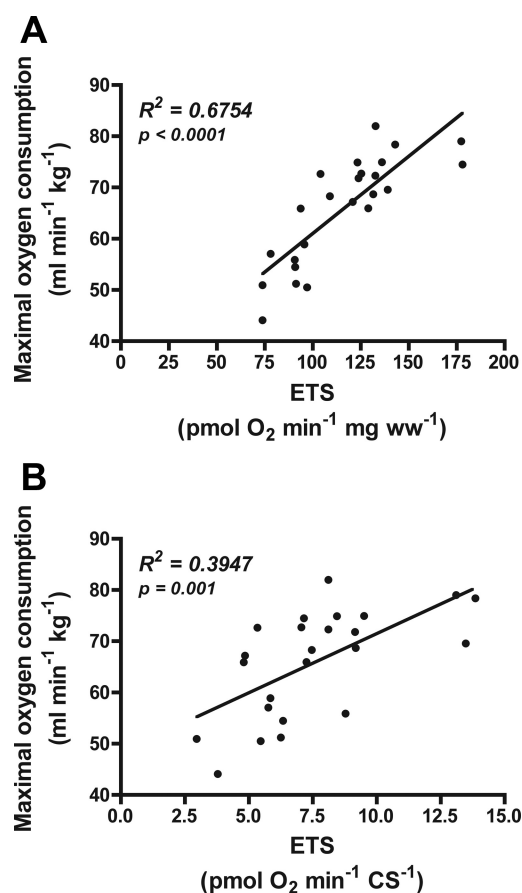 A
Maximal oxygen consumption
(ml min⁻¹ kg⁻¹)
90
80
70
60
50
40
R² = 0.6754
p < 0.0001
0 25 50 75 100 125 150 175 200
ETS
(pmol O₂ min⁻¹ mg ww⁻¹)
B
Maximal oxygen consumption
(ml min⁻¹ kg⁻¹)
90
80
70
60
50
40
R² = 0.3947
p = 0.001
0.0 2.5 5.0 7.5 10.0 12.5 15.0
ETS
(pmol O₂ min⁻¹ CS⁻¹)